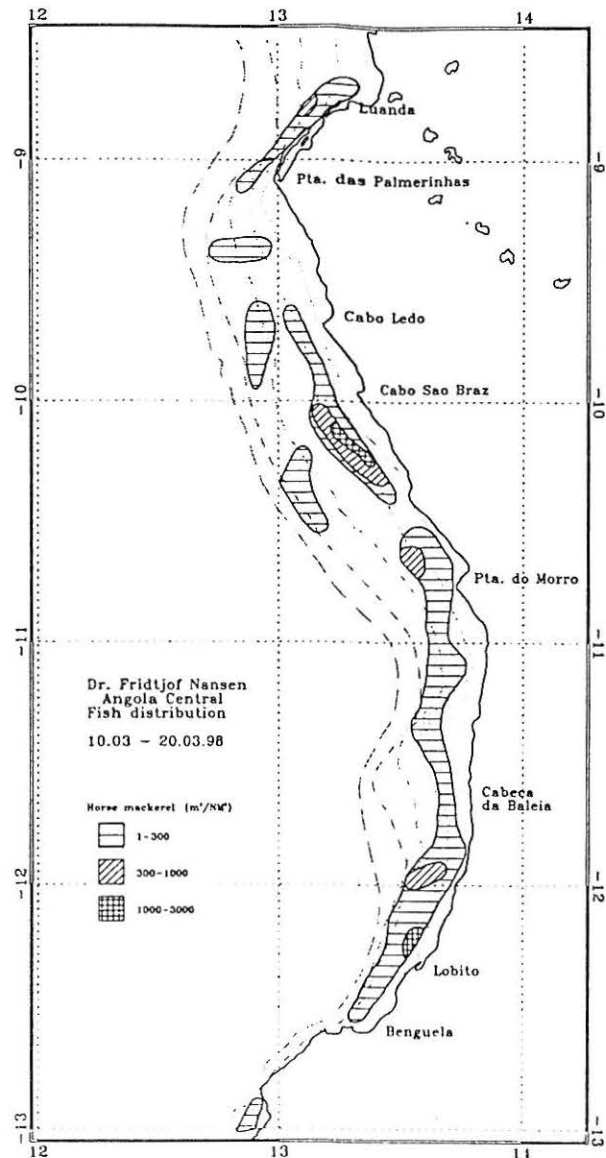 12 13 14
Luanda
-9 -9
Pta. das Palmerinhas
Cabo Ledo
-10 -10
Cabo Sao Braz
Pta. do Morro
-11 -11
Dr. Fridtjof Nansen
Angola Central
Fish distribution
10.03 - 20.03.98
Cabeça
da Baleia
Horse mackerel (m²/NM²)
1-300
300-1000
-12 -12
1000-3000
Lobito
Benguela
-13 -13
12 13 14